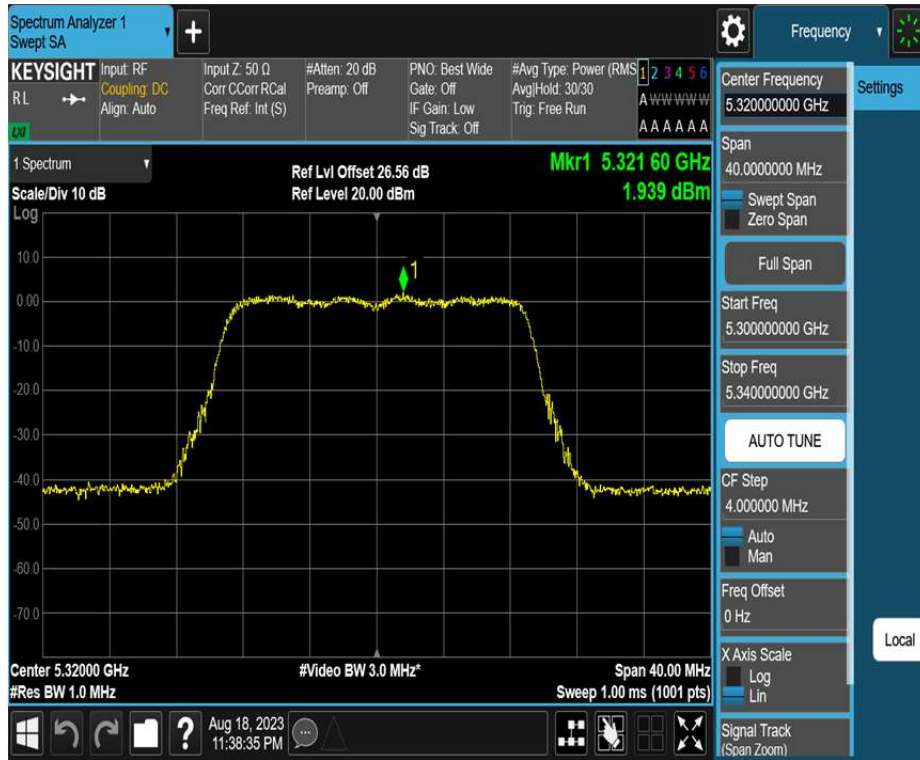 Spectrum Analyzer 1
Swept SA
+
Frequency
Settings
KEYSIGHT
RL
LXI
Input: RF
Coupling: DC
Align: Auto
Input Z: 50 Ω
Corr CCorr RCal
Freq Ref: Int (S)
#Atten: 20 dB
Preamp: Off
PNO: Best Wide
Gate: Off
IF Gain: Low
Sig Track: Off
#Avg Type: Power (RMS
Avg|Hold: 30/30
Trig: Free Run
1 2 3 4 5 6
A W W W W W
A A A A A A
1 Spectrum
Scale/Div 10 dB
Log
Ref Lvl Offset 26.56 dB
Ref Level 20.00 dBm
Mkr1 5.321 60 GHz
1.939 dBm
1
10.0
0.00
-10.0
-20.0
-30.0
-40.0
-50.0
-60.0
-70.0
Center 5.32000 GHz
#Res BW 1.0 MHz
#Video BW 3.0 MHz*
Span 40.00 MHz
Sweep 1.00 ms (1001 pts)
?
Aug 18, 2023
11:38:35 PM
Center Frequency
5.320000000 GHz
Span
40.0000000 MHz
Swept Span
Zero Span
Full Span
Start Freq
5.300000000 GHz
Stop Freq
5.340000000 GHz
AUTO TUNE
CF Step
4.000000 MHz
Auto
Man
Freq Offset
0 Hz
X Axis Scale
Log
Lin
Signal Track
(Span Zoom)
Local